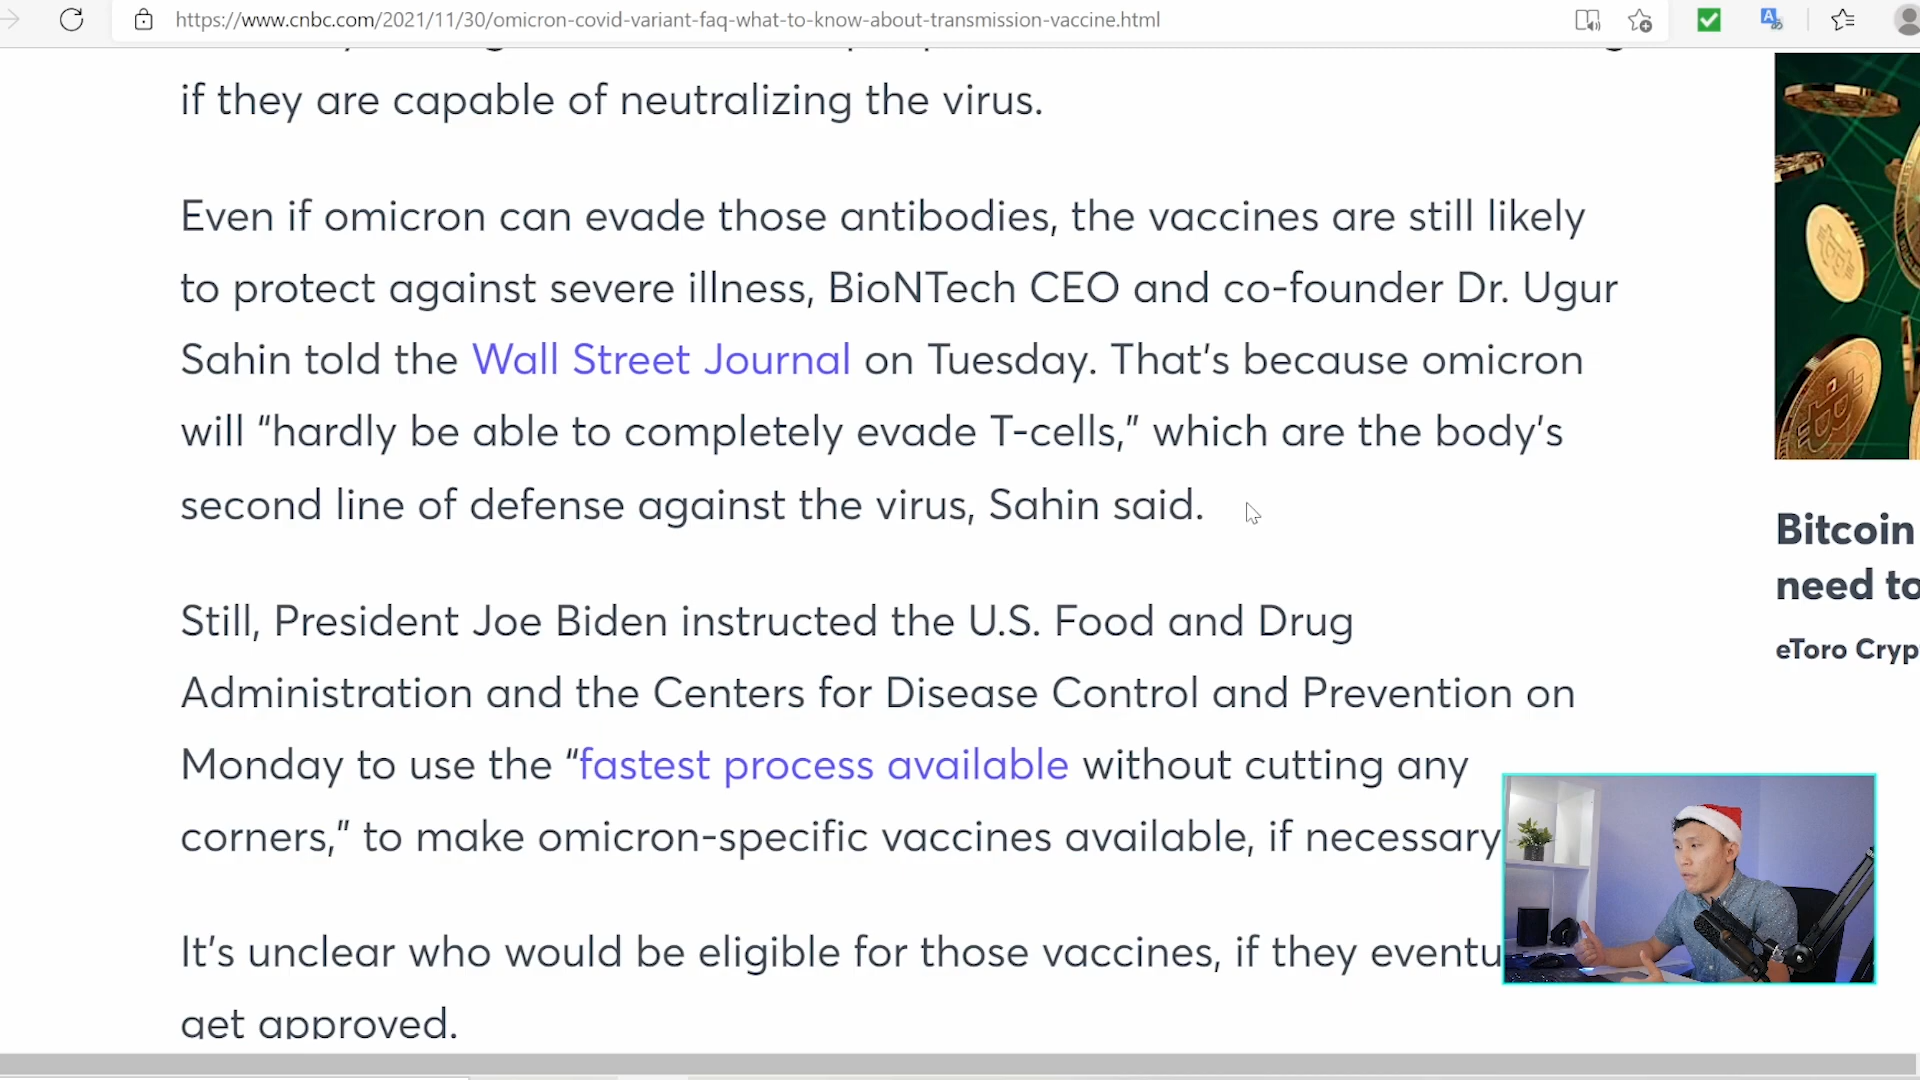 https://www.cnbc.com/2021/11/30/omicron-covid-variant-faq-what-to-know-about-transmission-vaccine.html
if they are capable of neutralizing the virus.
Even if omicron can evade those antibodies, the vaccines are still likely
to protect against severe illness, BioNTech CEO and co-founder Dr. Ugur
Sahin told the Wall Street Journal on Tuesday. That’s because omicron
will “hardly be able to completely evade T-cells,” which are the body’s
second line of defense against the virus, Sahin said.
Still, President Joe Biden instructed the U.S. Food and Drug
Administration and the Centers for Disease Control and Prevention on
Monday to use the “fastest process available without cutting any
corners,” to make omicron-specific vaccines available, if necessary
It’s unclear who would be eligible for those vaccines, if they eventu
get approved.
Bitcoin
need to
eToro Cryp